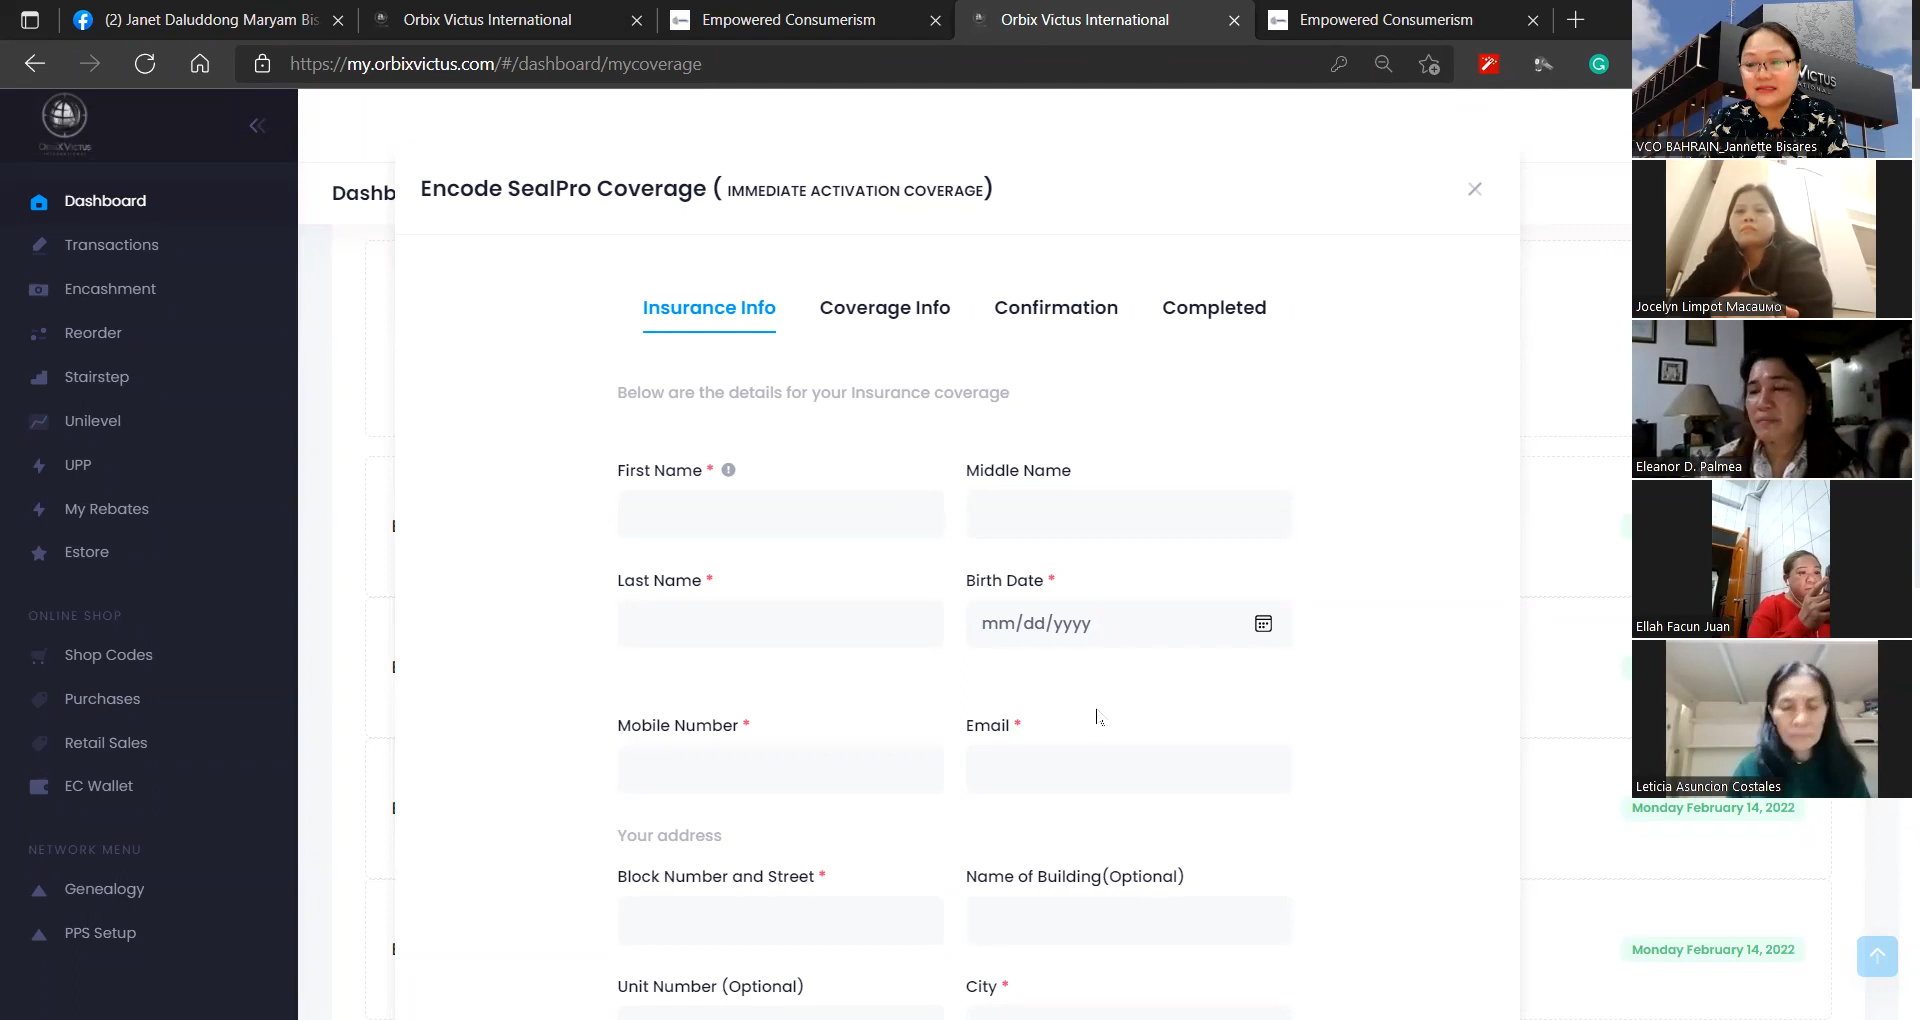 (2) Janet Daluddong Maryam Bis
Orbix Victus International
Empowered Consumerism
Orbix Victus International
Empowered Consumerism
https://my.orbixvictus.com/#/dashboard/mycoverage
ORBIXVICTUS
Dashboard
Transactions
Encashment
Reorder
Stairstep
Unilevel
UPP
My Rebates
Estore
ONLINE SHOP
Shop Codes
Purchases
Retail Sales
EC Wallet
NETWORK MENU
Genealogy
PPS Setup
Dashb
Encode SealPro Coverage ( IMMEDIATE ACTIVATION COVERAGE)
Insurance Info Coverage Info Confirmation Completed
Below are the details for your Insurance coverage
First Name * Middle Name
Last Name * Birth Date *
mm/dd/yyyy
Mobile Number * Email *
Your address
Block Number and Street * Name of Building(Optional)
Unit Number (Optional) City *
Monday February 14, 2022
Monday February 14, 2022
VICTUS
VCO BAHRAIN_Jannette Bisares
Jocelyn Limpot Macaumo
Eleanor D. Palmea
Ellah Facun Juan
Leticia Asuncion Costales